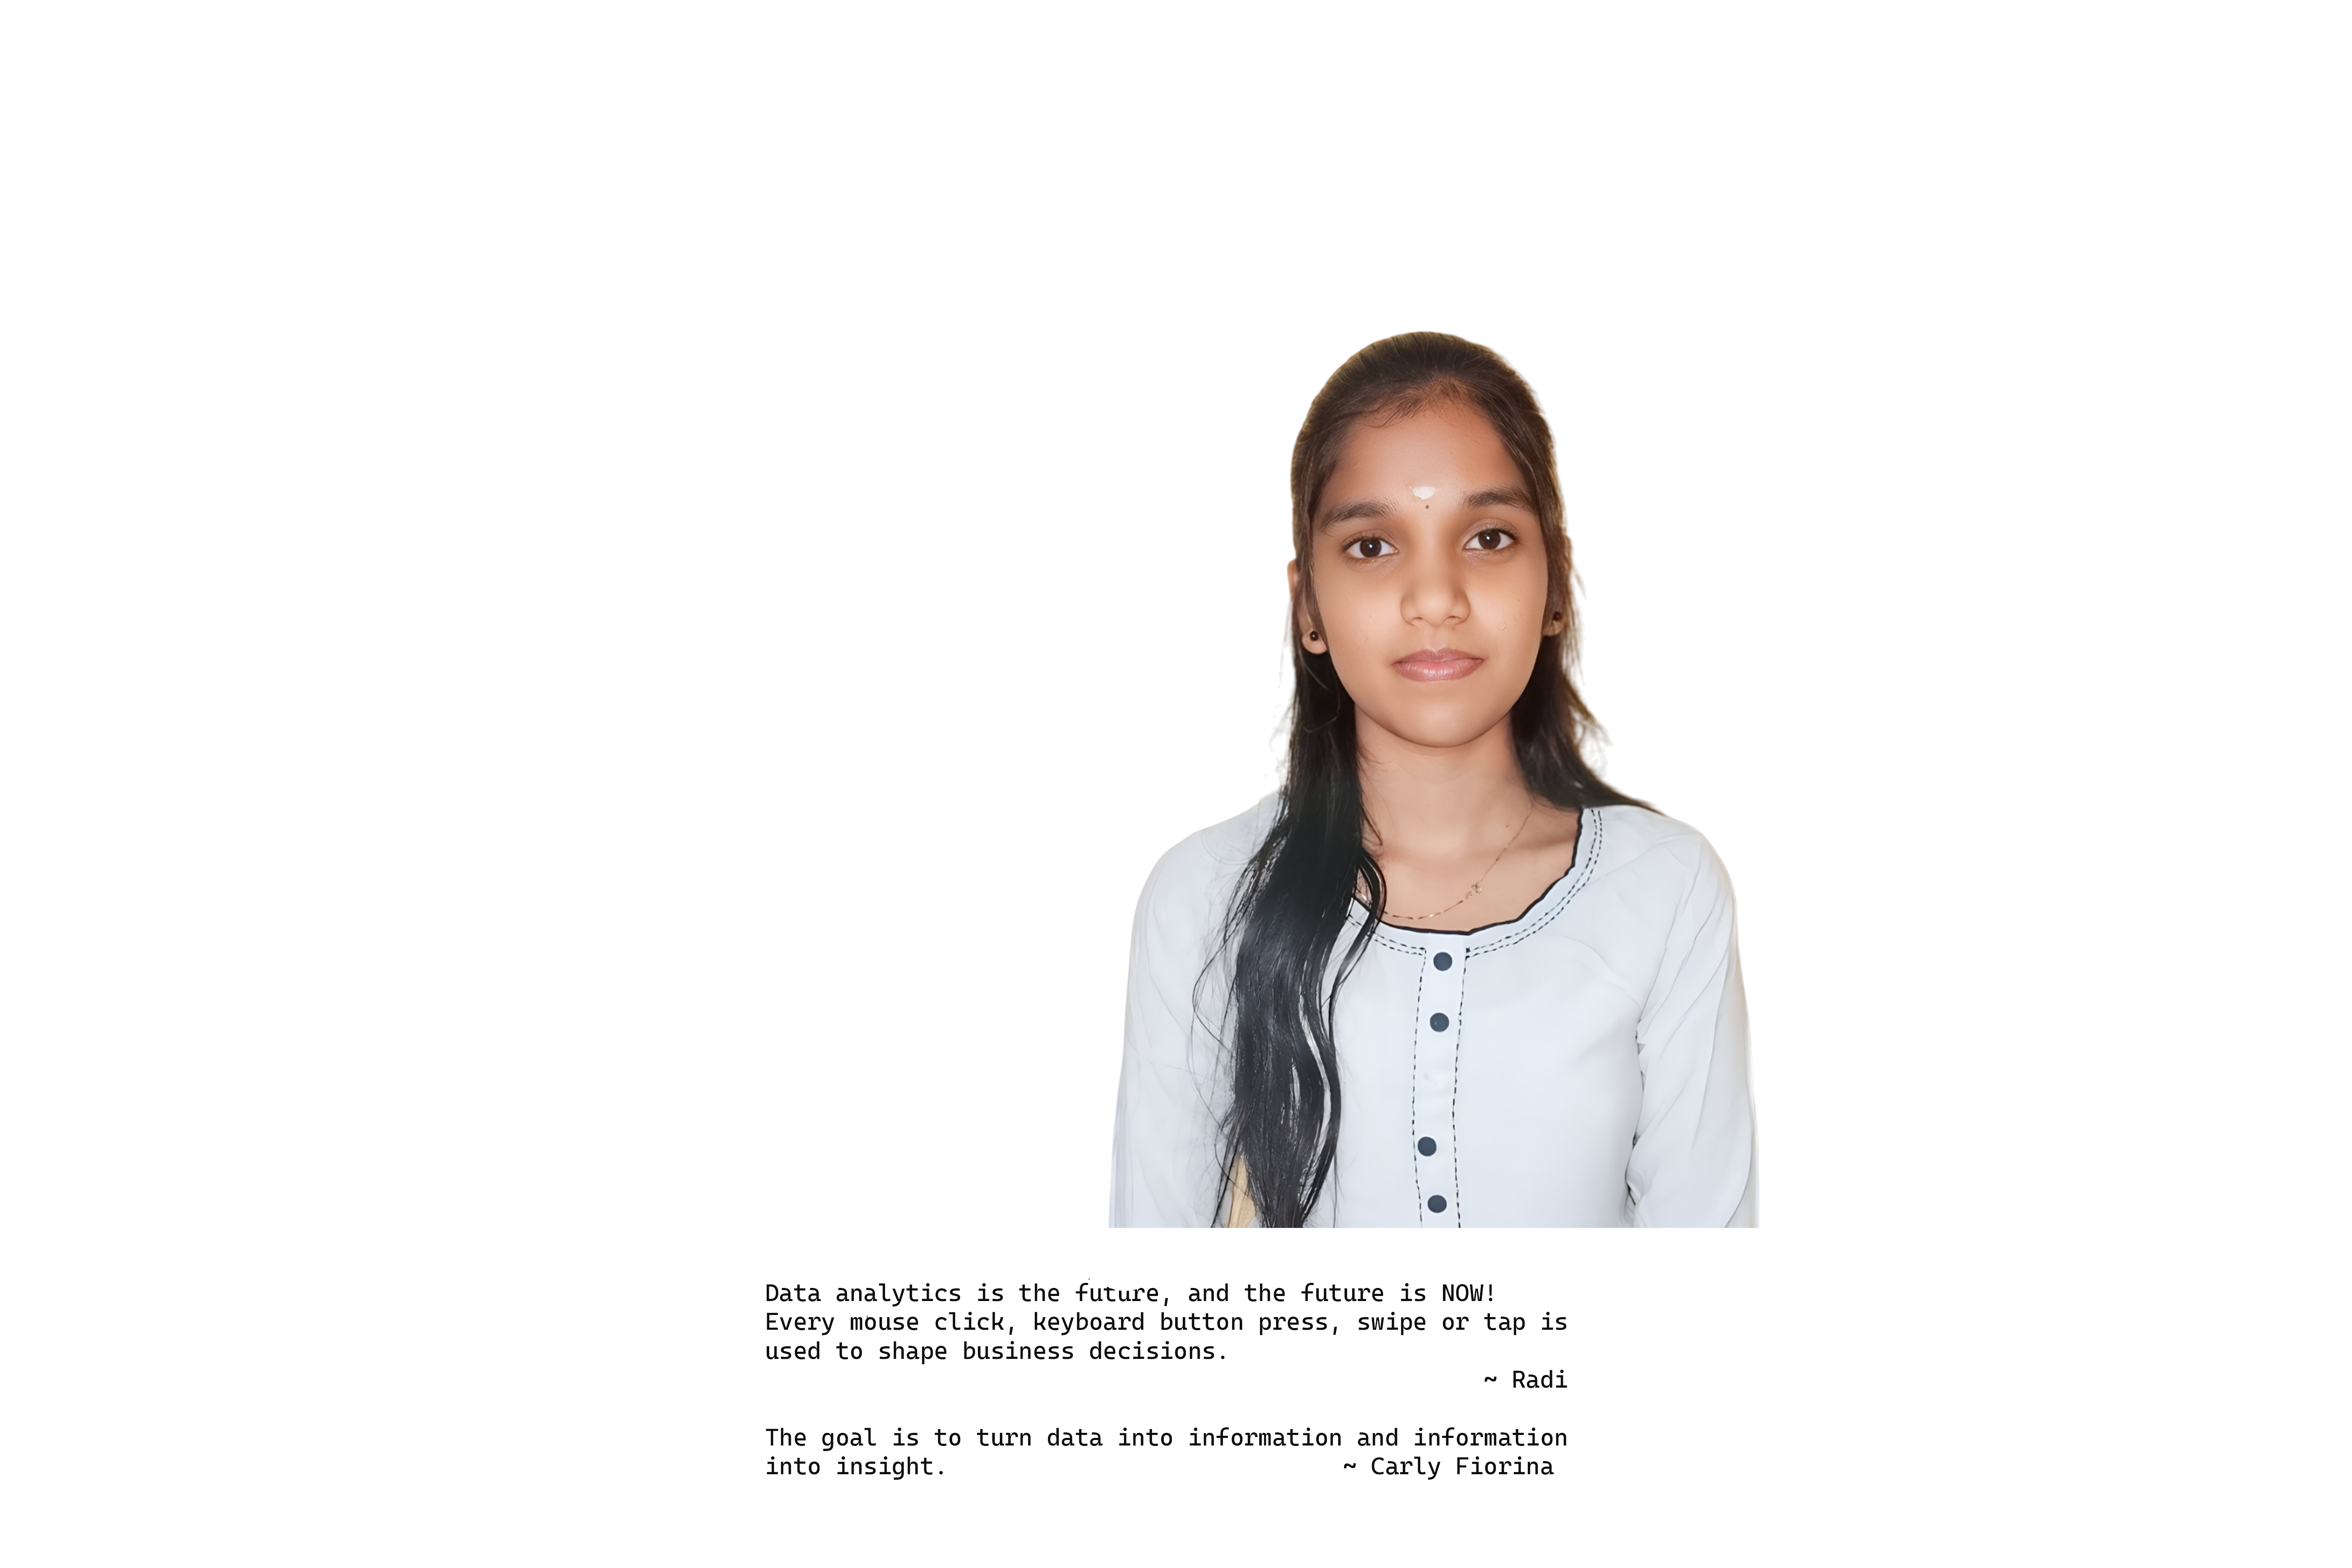 Data analytics is the future, and the future is NOW!
Every mouse click, keyboard button press, swipe or tap is
used to shape business decisions.
~ Radi
The goal is to turn data into information and information
into insight. ~ Carly Fiorina